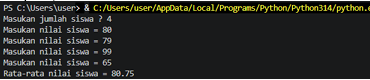 PS C:\Users\user> & C:/Users/user/AppData/Local/Programs/Python/Python314/python.e
Masukan jumlah siswa ? 4
Masukan nilai siswa = 80
Masukan nilai siswa = 79
Masukan nilai siswa = 99
Masukan nilai siswa = 65
Rata-rata nilai siswa = 80.75